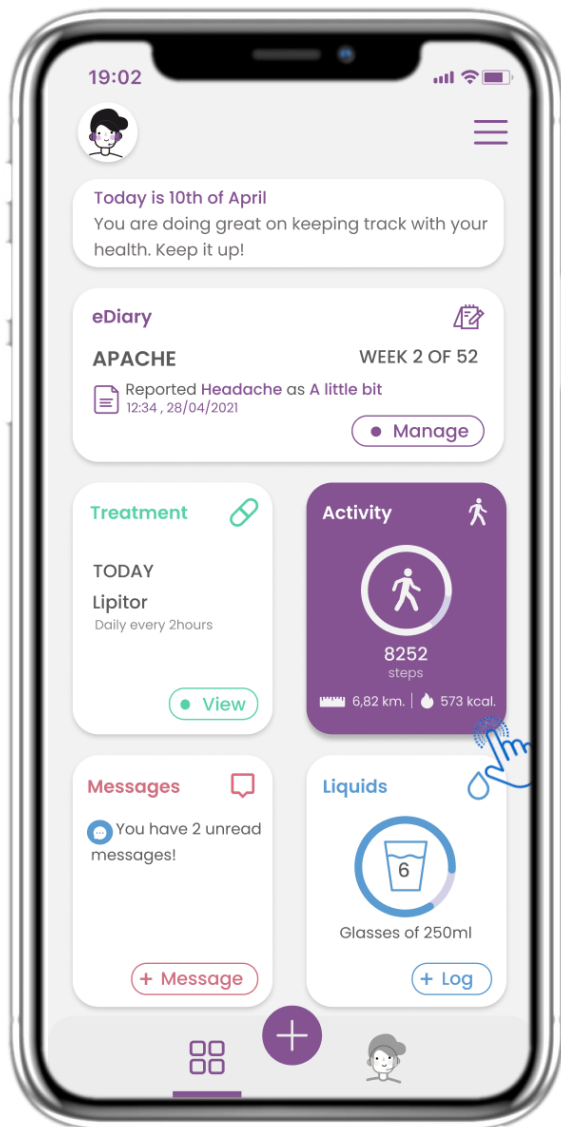 19:02
Today is 10th of April
You are doing great on keeping track with your
health. Keep it up!
eDiary
APACHE
WEEK 2 OF 52
Reported Headache as A little bit
12:34 , 28/04/2021
Manage
Treatment
TODAY
Lipitor
Daily every 2hours
View
Activity
8252
steps
6,82 km.
573 kcal.
Messages
You have 2 unread
messages!
+ Message
Liquids
6
Glasses of 250ml
+ Log